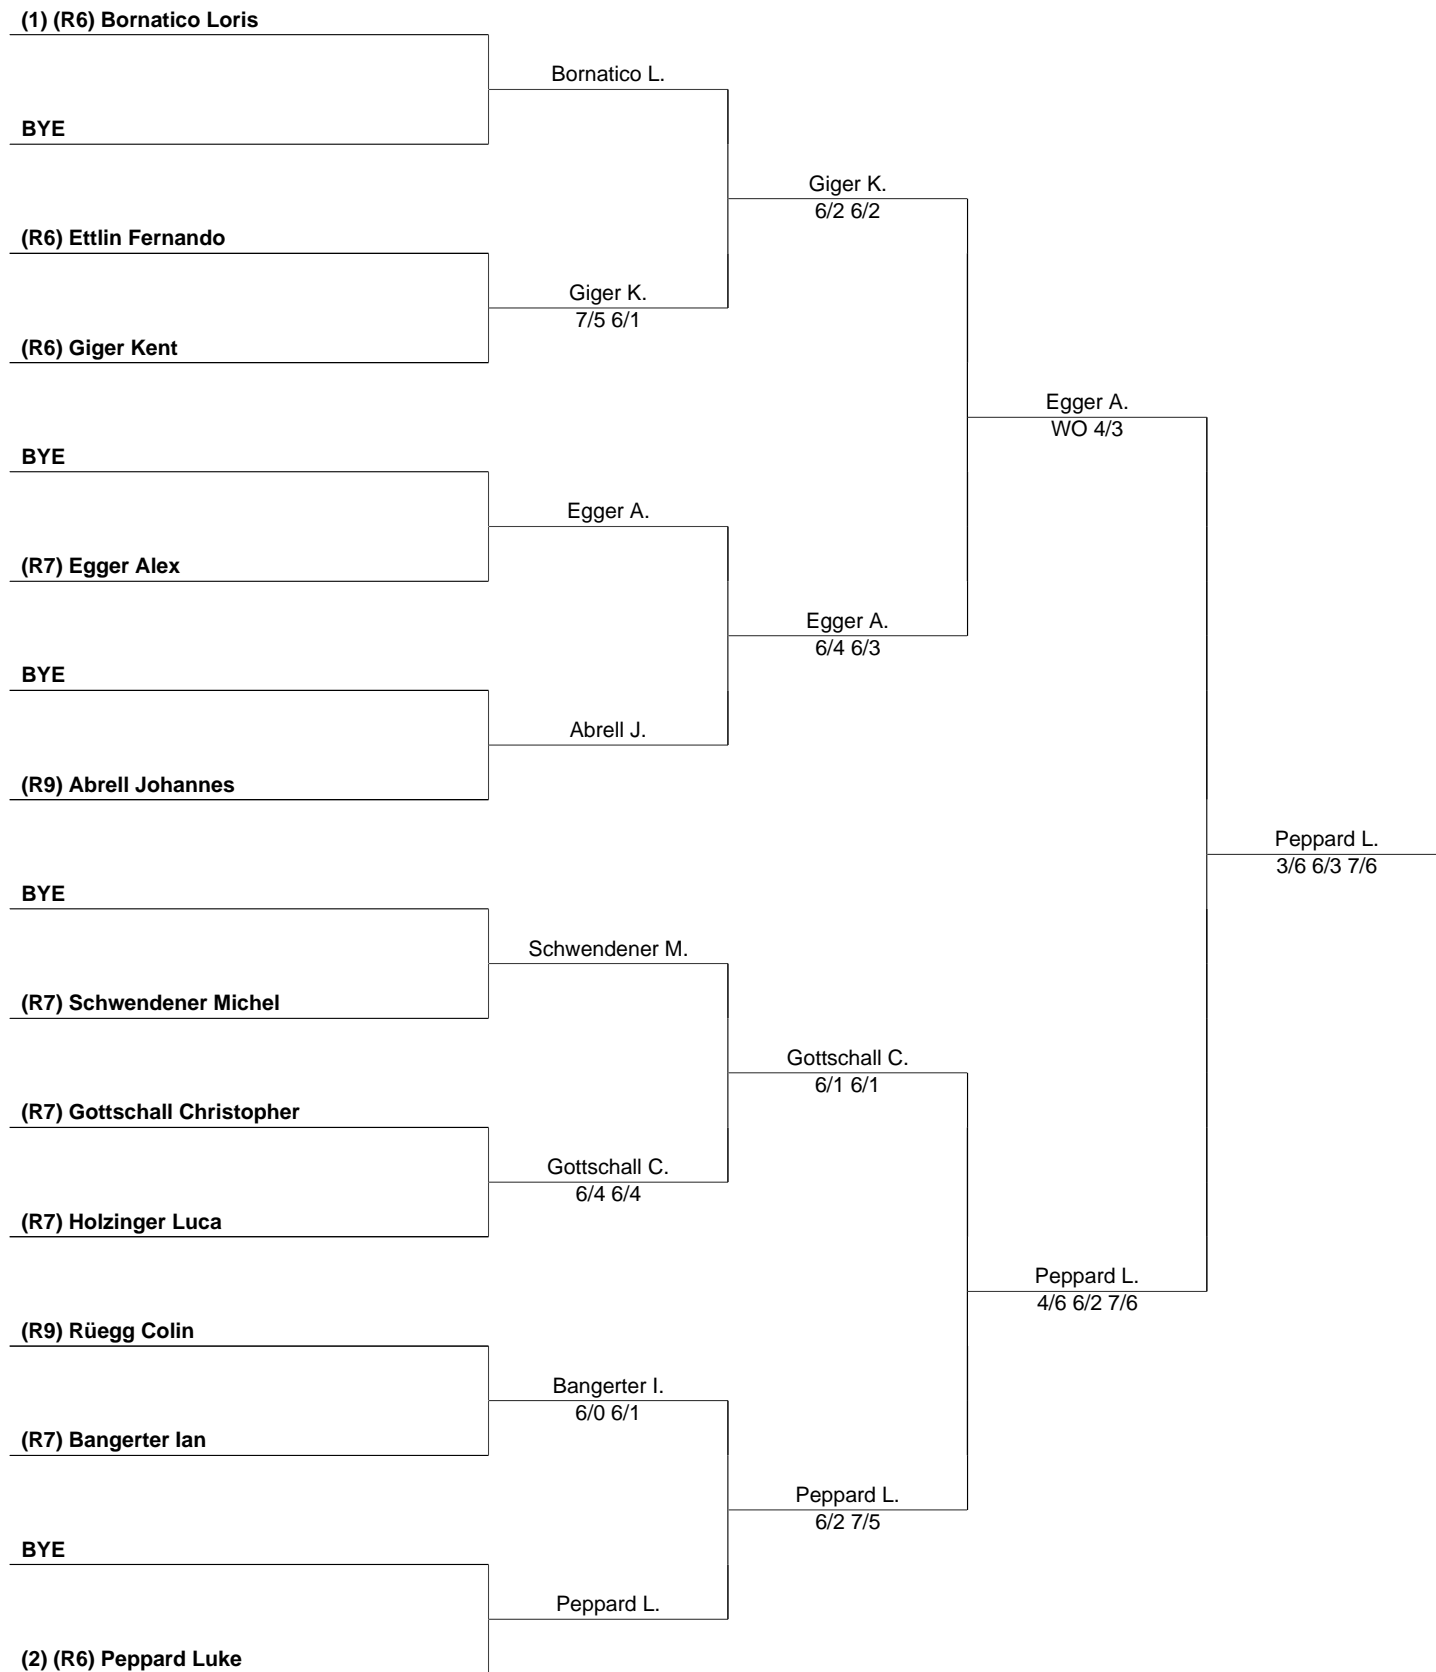 (1) (R6) Bornatico Loris
Bornatico L.
BYE
Giger K.
6/2 6/2
(R6) Ettlin Fernando
Giger K.
7/5 6/1
(R6) Giger Kent
Egger A.
WO 4/3
BYE
Egger A.
(R7) Egger Alex
Egger A.
6/4 6/3
BYE
Abrell J.
(R9) Abrell Johannes
Peppard L.
3/6 6/3 7/6
BYE
Schwendener M.
(R7) Schwendener Michel
Gottschall C.
6/1 6/1
(R7) Gottschall Christopher
Gottschall C.
6/4 6/4
(R7) Holzinger Luca
Peppard L.
4/6 6/2 7/6
(R9) Rüegg Colin
Bangerter I.
6/0 6/1
(R7) Bangerter Ian
Peppard L.
6/2 7/5
BYE
Peppard L.
(2) (R6) Peppard Luke